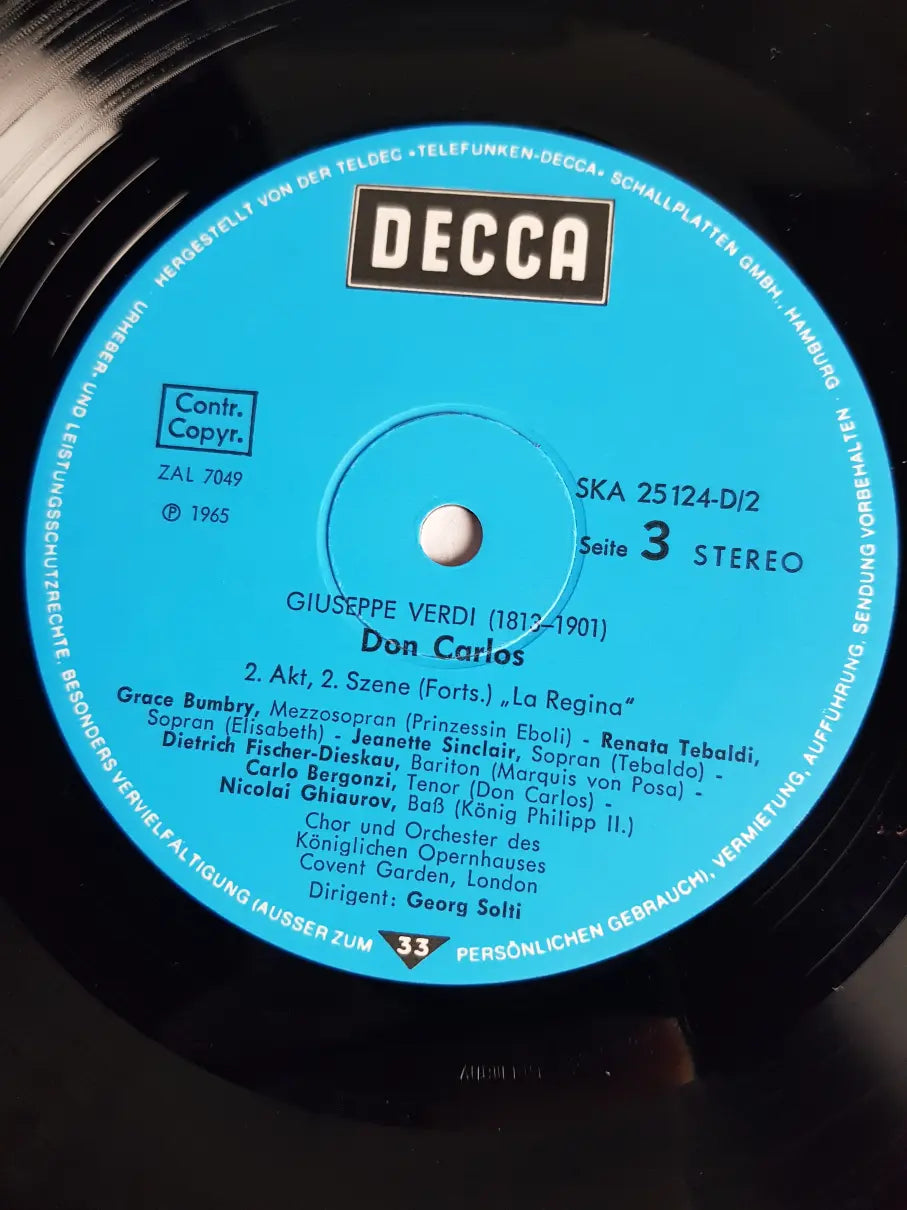 HERGESTELLT VON DER TELDEC •TELEFUNKEN-DECCA• SCHALLPLATTEN GMBH., HAMBURG ·
URHEBER- UND LEISTUNGSSCHUTZRECHTE, BESONDERS VERVIELFALTIGUNG (AUSSER ZUM PERSÖNLICHEN GEBRAUCH), VERMIETUNG, AUFFÜHRUNG, SENDUNG VORBEHALTEN ·
DECCA
Contr.
Copyr.
ZAL 7049
℗ 1965
SKA 25124-D/2
Seite 3 STEREO
GIUSEPPE VERDI (1813–1901)
Don Carlos
2. Akt, 2. Szene (Forts.) „La Regina“
Grace Bumbry, Mezzosopran (Prinzessin Eboli) - Renata Tebaldi,
Sopran (Elisabeth) - Jeanette Sinclair, Sopran (Tebaldo) -
Dietrich Fischer-Dieskau, Bariton (Marquis von Posa) -
Carlo Bergonzi, Tenor (Don Carlos) -
Nicolai Ghiaurov, Baß (König Philipp II.)
Chor und Orchester des
Königlichen Opernhauses
Covent Garden, London
Dirigent: Georg Solti
33